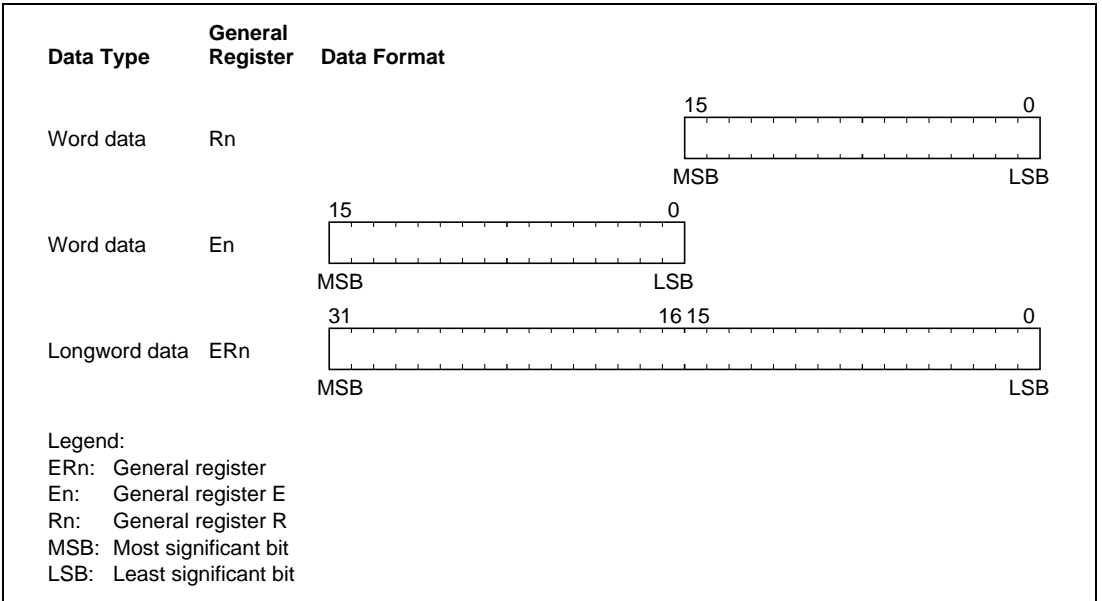 General
Data Type Register Data Format
15 0
Word data Rn
MSB LSB
15 0
Word data En
MSB LSB
31 16 15 0
Longword data ERn
MSB LSB
Legend:
ERn: General register
En: General register E
Rn: General register R
MSB: Most significant bit
LSB: Least significant bit